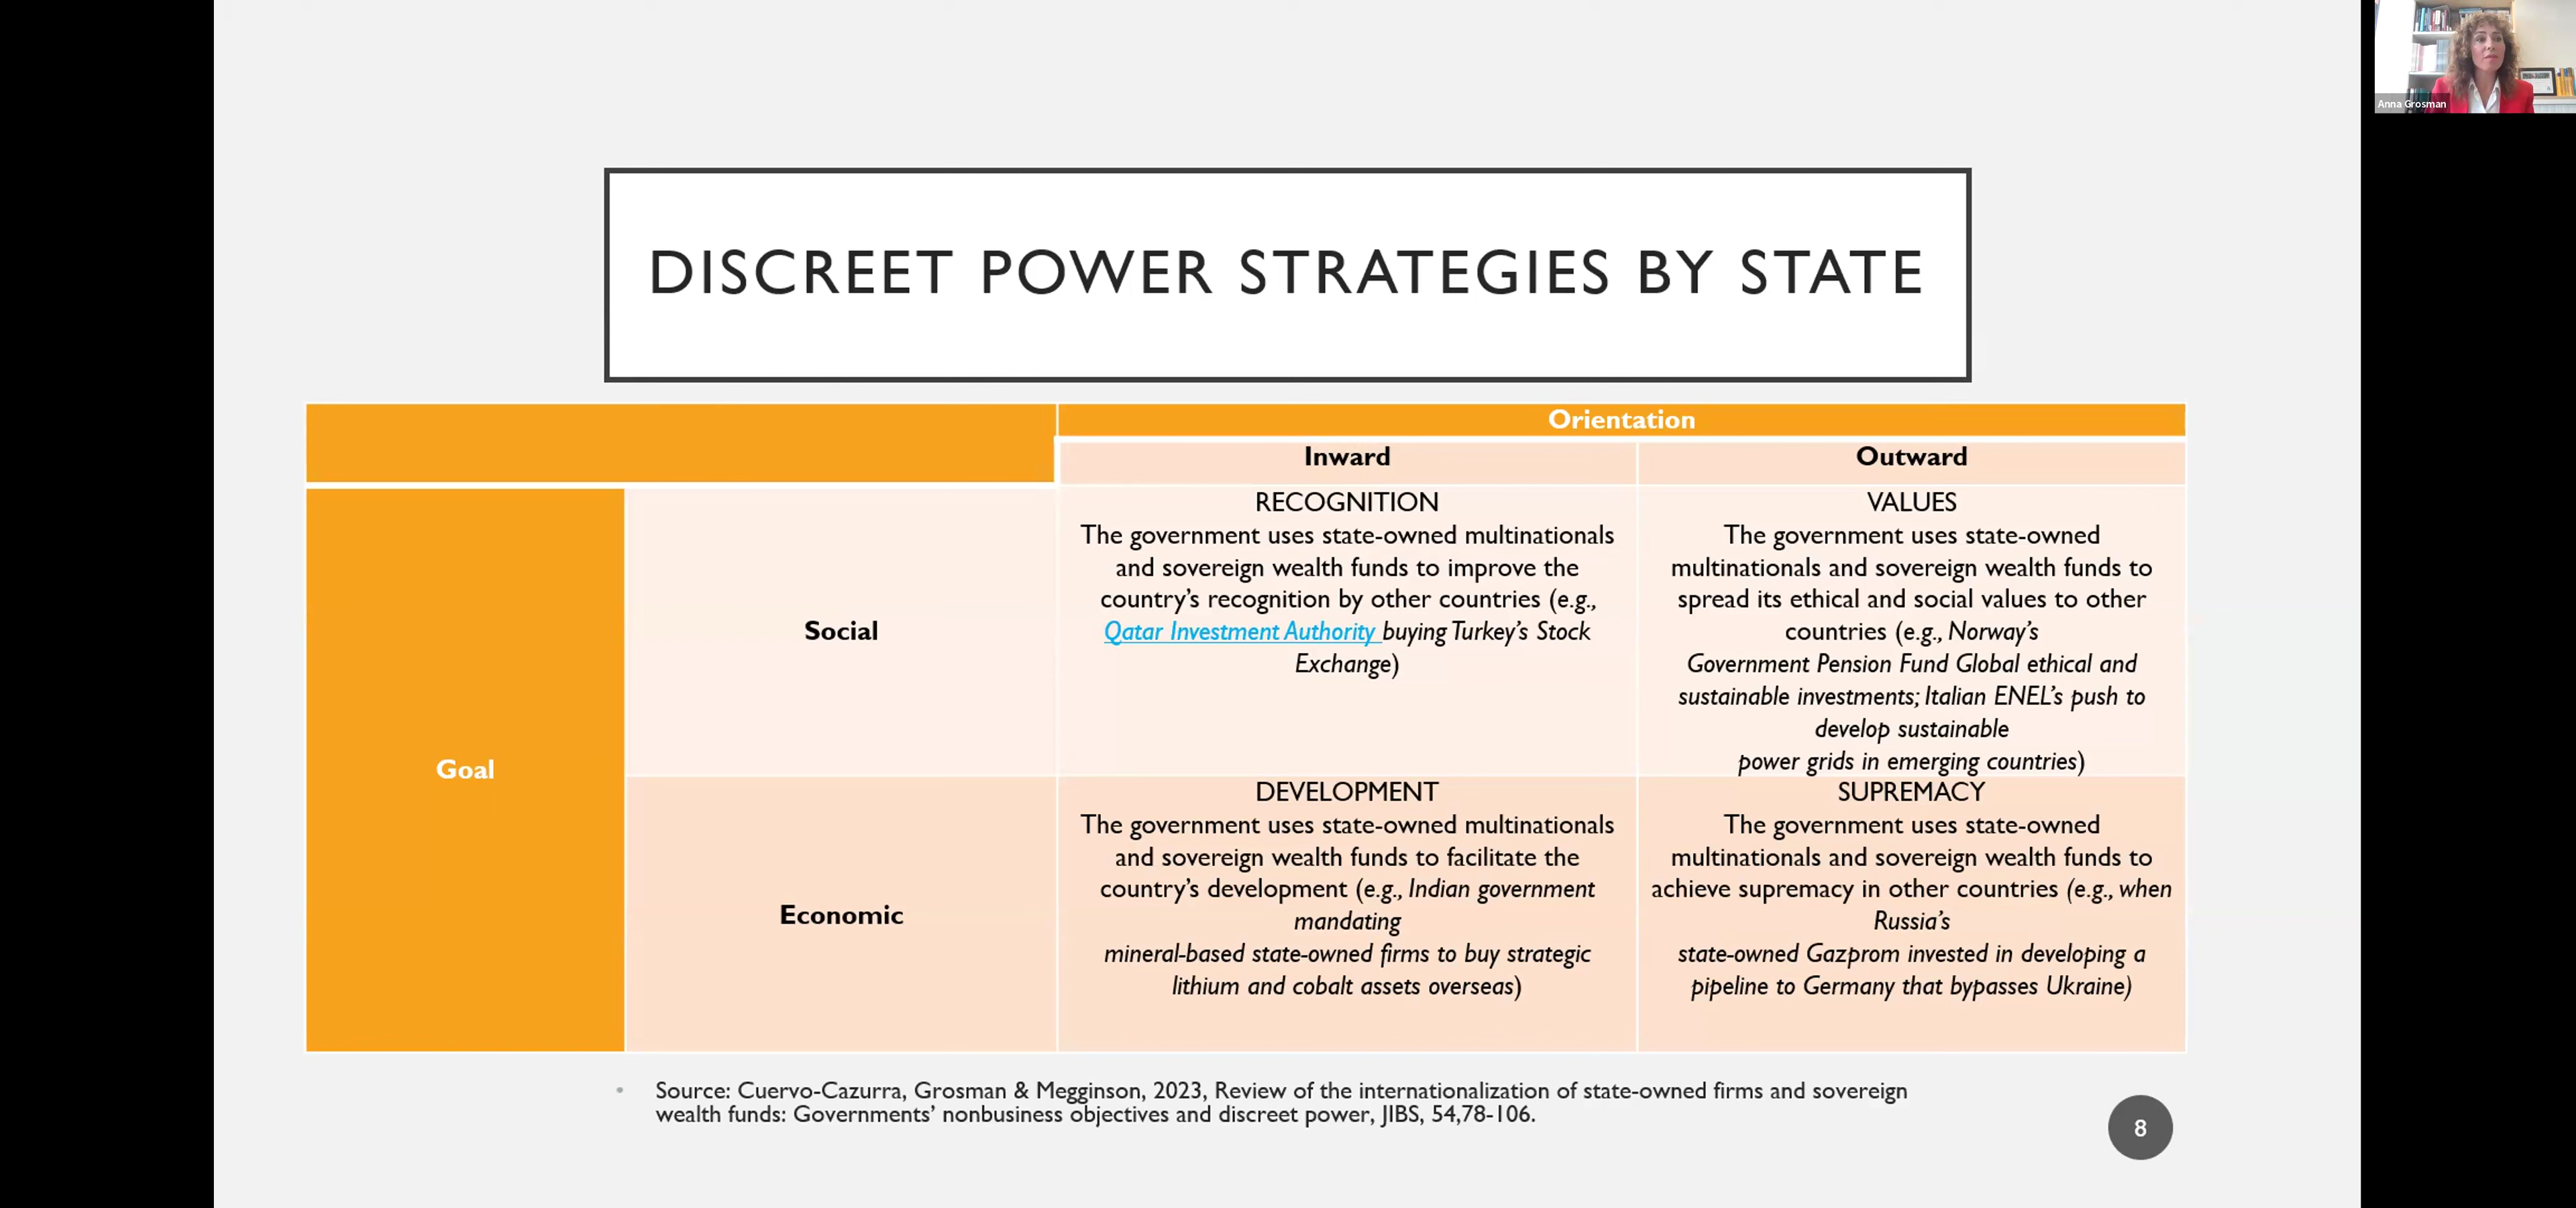 Anna Grosman
DISCREET POWER STRATEGIES BY STATE
Orientation
Inward
Outward
Goal
Social
RECOGNITION
The government uses state-owned multinationals
and sovereign wealth funds to improve the
country's recognition by other countries (e.g.,
Qatar Investment Authority buying Turkey's Stock
Exchange)
VALUES
The government uses state-owned
multinationals and sovereign wealth funds to
spread its ethical and social values to other
countries (e.g., Norway's
Government Pension Fund Global ethical and
sustainable investments; Italian ENEL's push to
develop sustainable
power grids in emerging countries)
Economic
DEVELOPMENT
The government uses state-owned multinationals
and sovereign wealth funds to facilitate the
country's development (e.g., Indian government
mandating
mineral-based state-owned firms to buy strategic
lithium and cobalt assets overseas)
SUPREMACY
The government uses state-owned
multinationals and sovereign wealth funds to
achieve supremacy in other countries (e.g., when
Russia's
state-owned Gazprom invested in developing a
pipeline to Germany that bypasses Ukraine)
• Source: Cuervo-Cazurra, Grosman & Megginson, 2023, Review of the internationalization of state-owned firms and sovereign
wealth funds: Governments' nonbusiness objectives and discreet power, JIBS, 54,78-106.
8